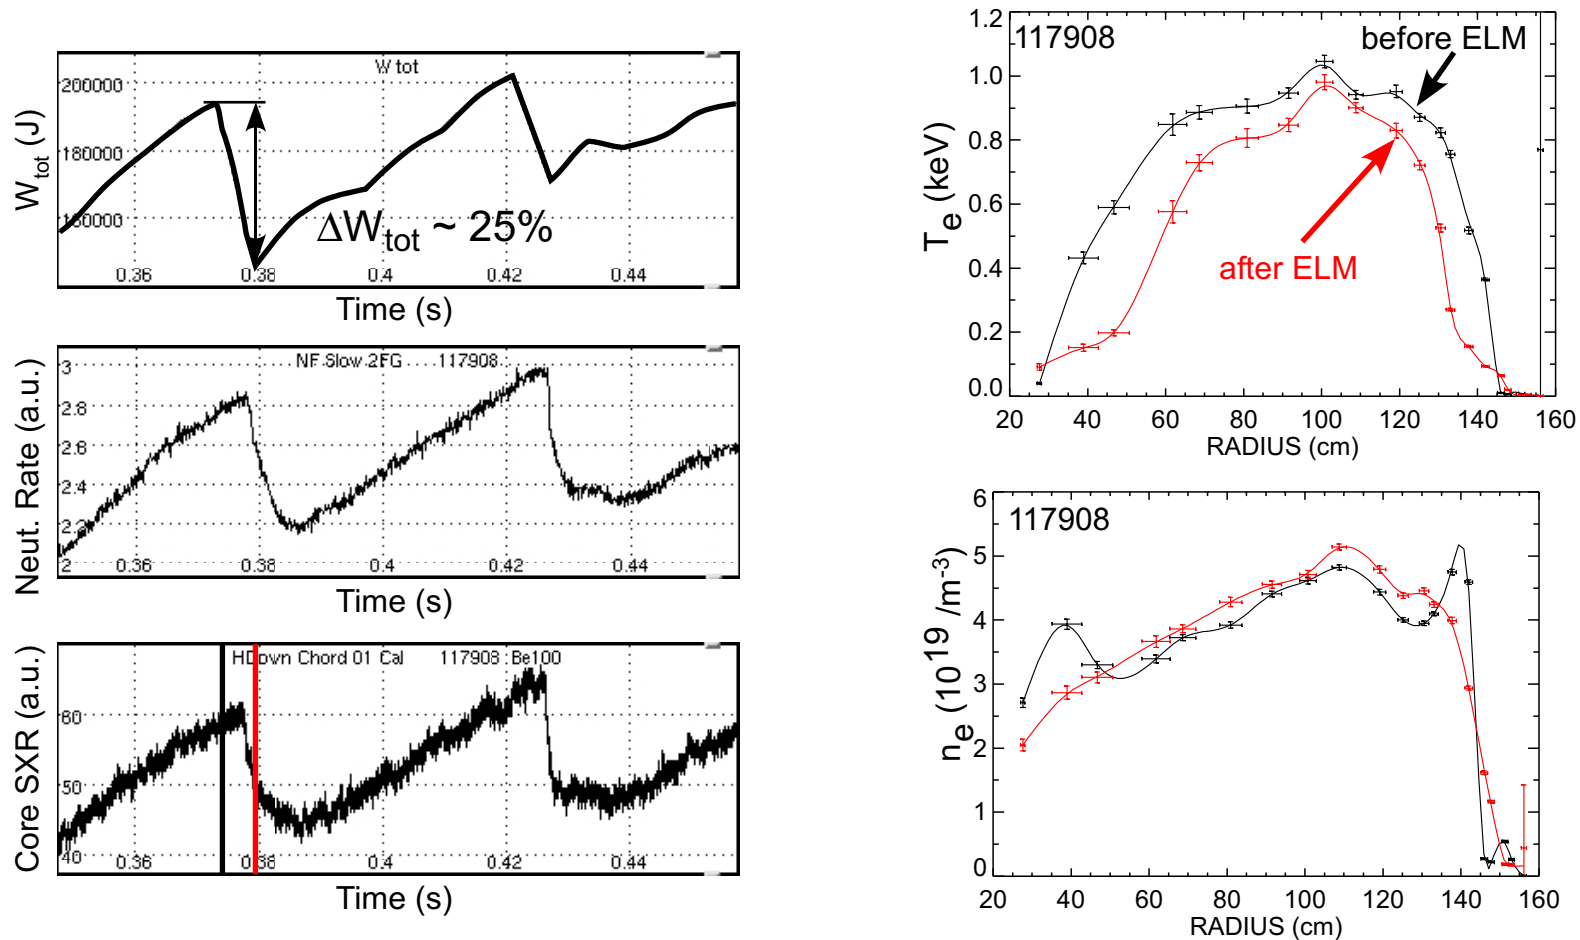 W tot
200000
180000
160000
W_tot (J)
ΔW_tot ~ 25%
0.36
0.38
0.4
0.42
0.44
Time (s)
NF Slow 2FG 117908
3
2.8
2.6
2.4
2.2
2
Neut. Rate (a.u.)
0.36
0.38
0.4
0.42
0.44
Time (s)
HDown Chord 01 Cal 117908 : Be100
60
50
40
Core SXR (a.u.)
0.36
0.38
0.4
0.42
0.44
Time (s)
117908
before ELM
after ELM
1.2
1.0
0.8
0.6
0.4
0.2
0.0
T_e (keV)
20 40 60 80 100 120 140 160
RADIUS (cm)
117908
6
5
4
3
2
1
0
n_e (10^19 /m^-3)
20 40 60 80 100 120 140 160
RADIUS (cm)